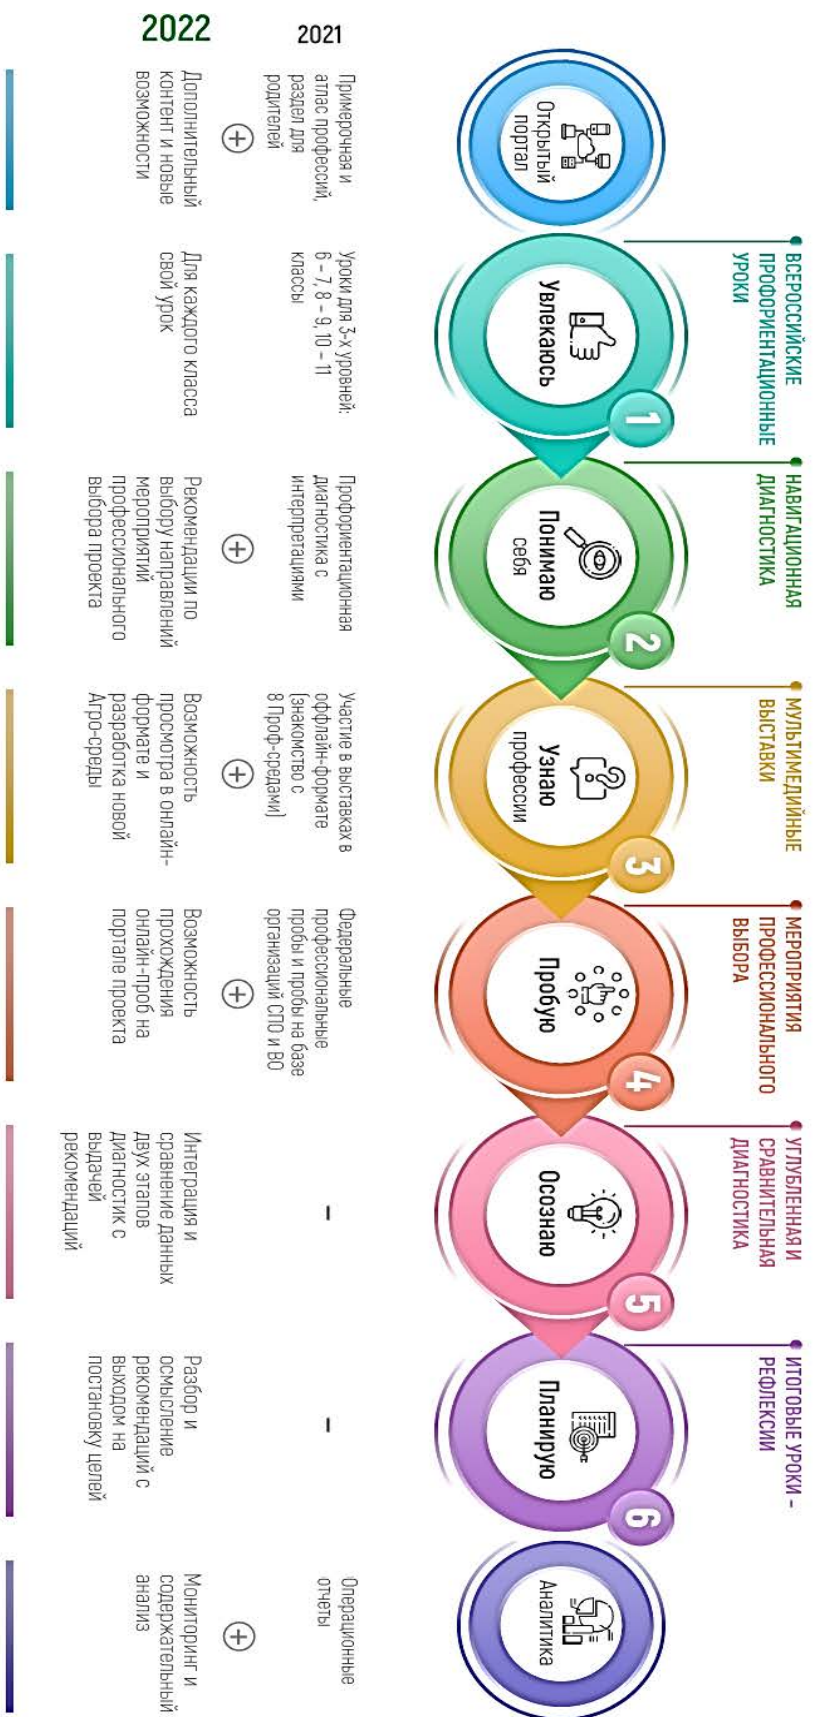 ВСЕРОССИЙСКИЕ
ПРОФОРИЕНТАЦИОННЫЕ
УРОКИ
НАВИГАЦИОННАЯ
ДИАГНОСТИКА
МУЛЬТИМЕДИЙНЫЕ
ВЫСТАВКИ
МЕРОПРИЯТИЯ
ПРОФЕССИОНАЛЬНОГО
ВЫБОРА
УГЛУБЛЕННАЯ И
СРАВНИТЕЛЬНАЯ
ДИАГНОСТИКА
ИТОГОВЫЕ УРОКИ –
РЕФЛЕКСИИ
Открытый
портал
Увлекаюсь
1
Понимаю
себя
2
Узнаю
профессии
3
Пробую
4
Осознаю
5
Планирую
6
Аналитика
2021
Примерочная и
атлас профессий,
раздел для
родителей
Уроки для 3-х уровней:
6 – 7, 8 – 9, 10 – 11
классы
Профориентационная
диагностика с
интерпретациями
Участие в выставках в
оффлайн-формате
(знакомство с
8 Проф-средами)
Федеральные
профессиональные
пробы и пробы на базе
организаций СПО и ВО
–
–
Операционные
отчеты
+
+
+
+
+
2022
Дополнительный
контент и новые
возможности
Для каждого класса
свой урок
Рекомендации по
выбору направлений
мероприятий
профессионального
выбора проекта
Возможность
просмотра в онлайн-
формате и
разработка новой
Агро-среды
Возможность
прохождения
онлайн-проб на
портале проекта
Интеграция и
сравнение данных
двух этапов
диагностик с
выдачей
рекомендаций
Разбор и
осмысление
рекомендаций с
выходом на
постановку целей
Мониторинг и
содержательный
анализ